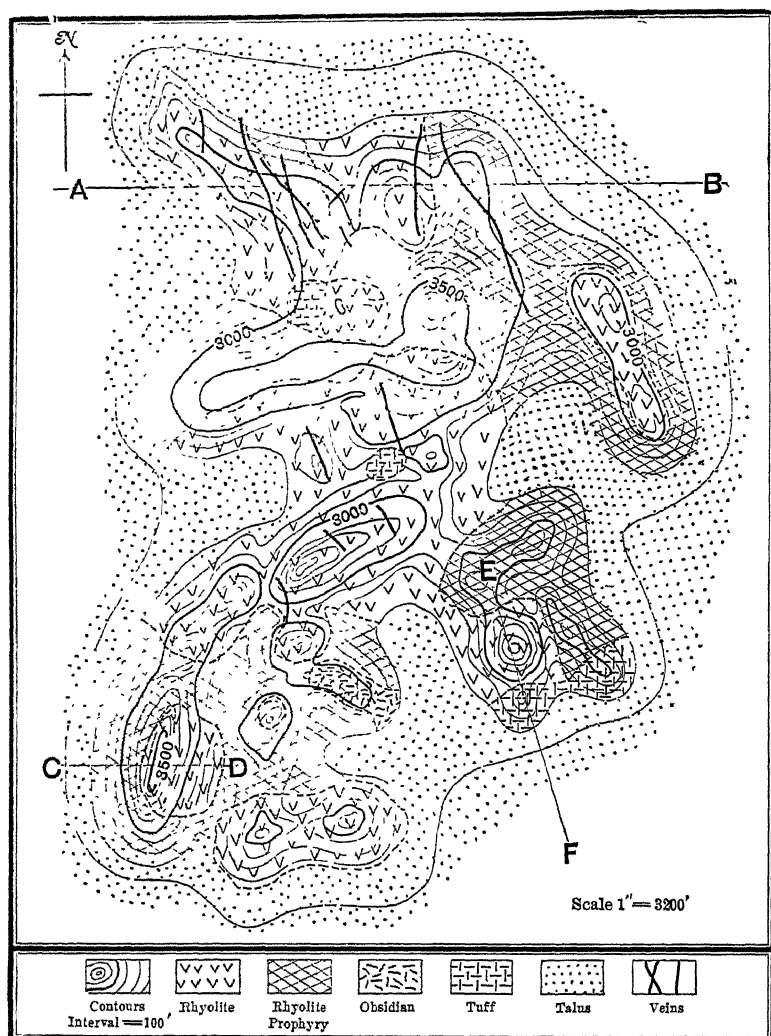 N
A
B
3500
3000
3000
3000
E
3500
C
D
F
Scale 1″=3200′
Contours
Interval=100′
Rhyolite
Rhyolite
Prophyry
Obsidian
Tuff
Talus
Veins